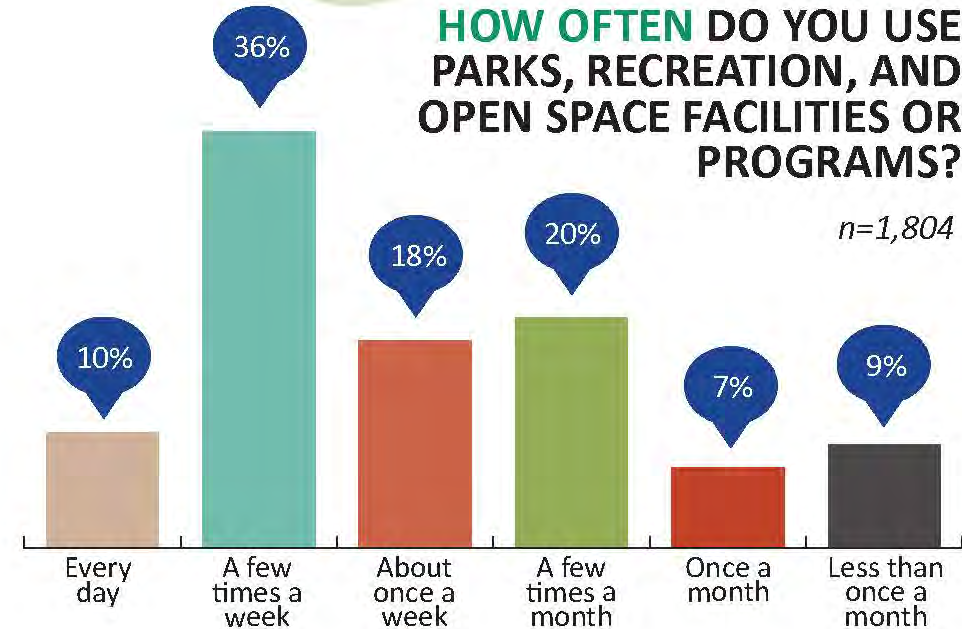 HOW OFTEN DO YOU USE
PARKS, RECREATION, AND
OPEN SPACE FACILITIES OR
PROGRAMS?
n=1,804
36%
18%
20%
10%
7%
9%
Every
day
A few
times a
week
About
once a
week
A few
times a
month
Once a
month
Less than
once a
month